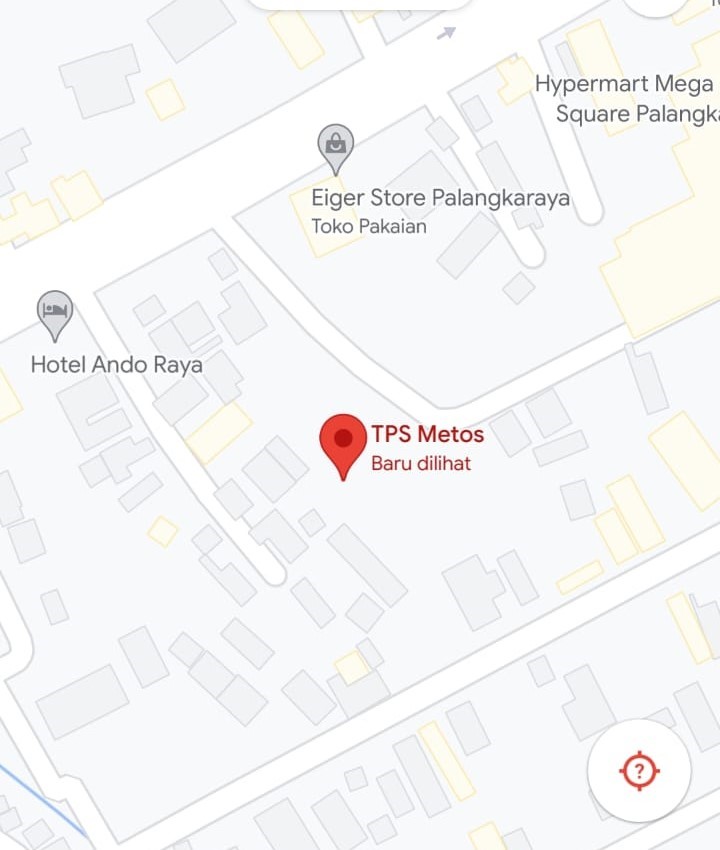 Hypermart Mega
Square Palangka
Eiger Store Palangkaraya
Toko Pakaian
Hotel Ando Raya
TPS Metos
Baru dilihat
?